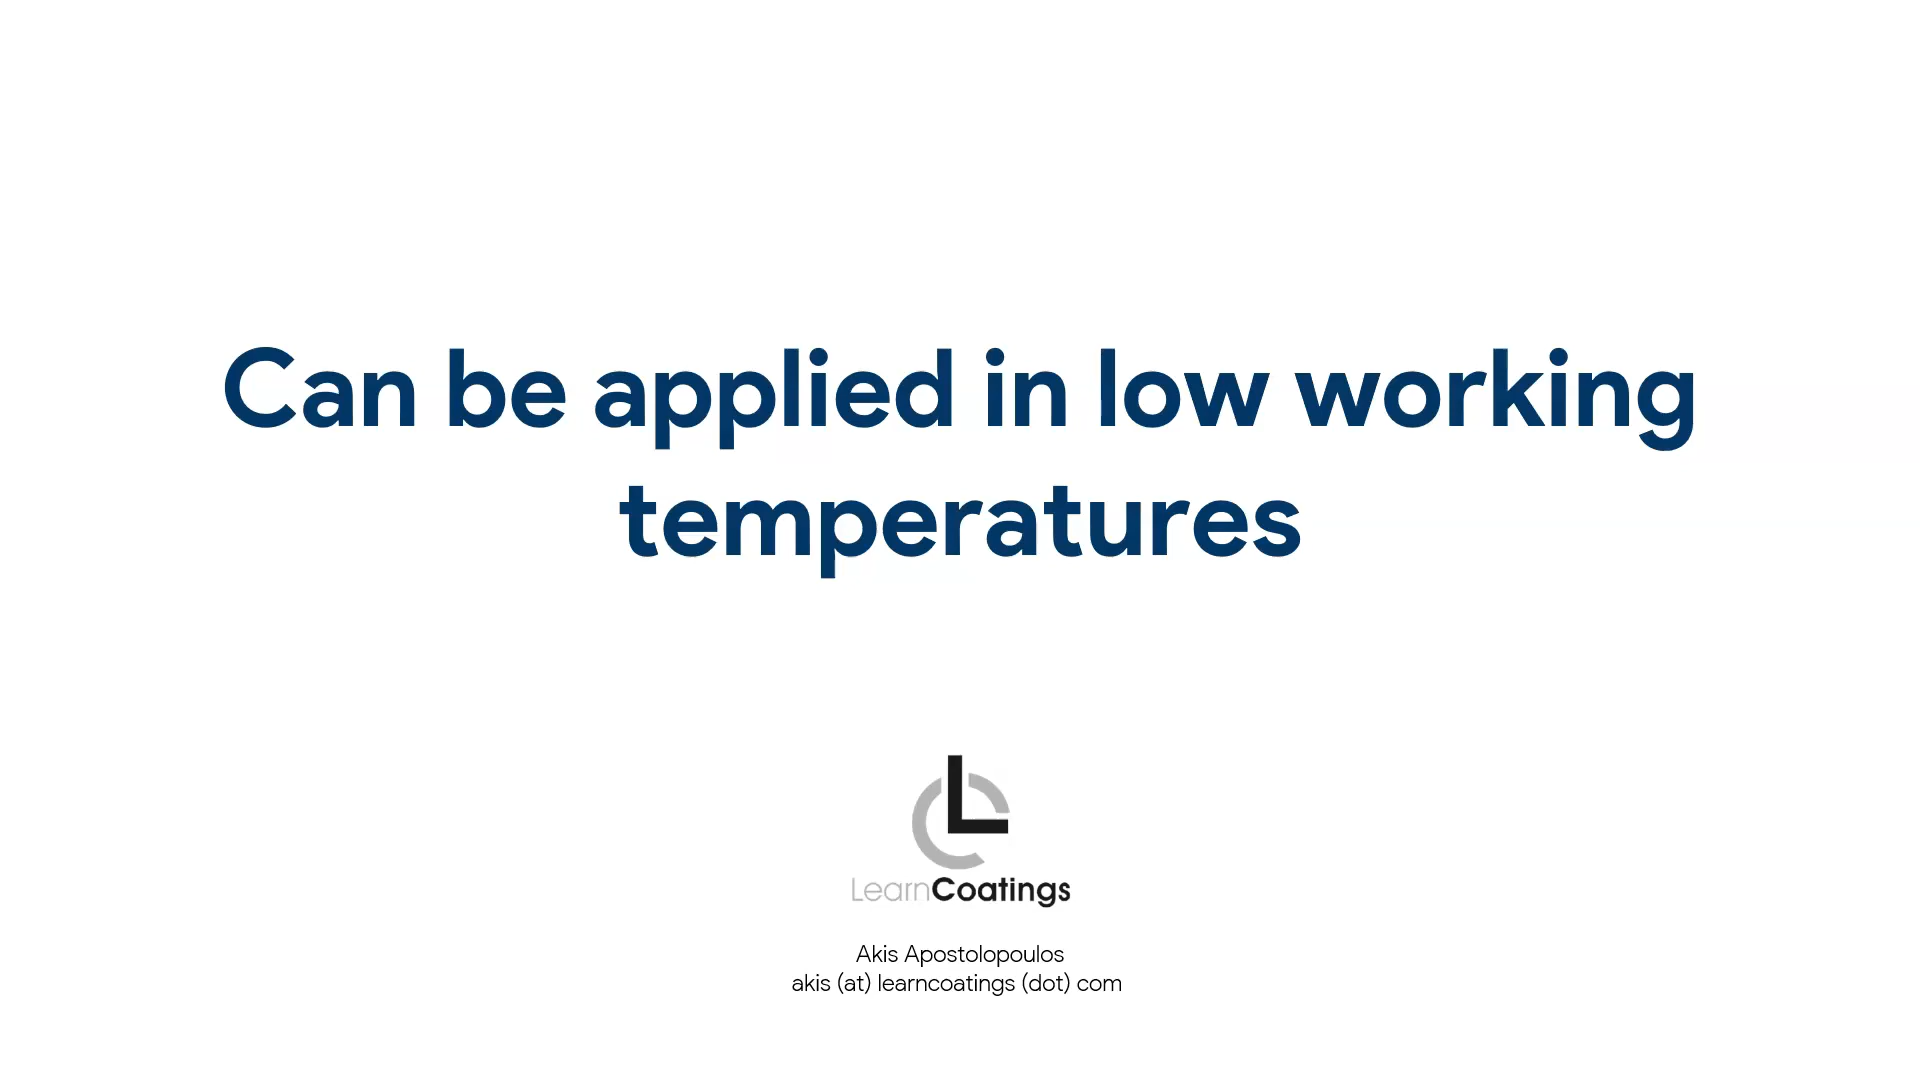 Can be applied in low working
temperatures
L
LearnCoatings
Akis Apostolopoulos
akis (at) learncoatings (dot) com